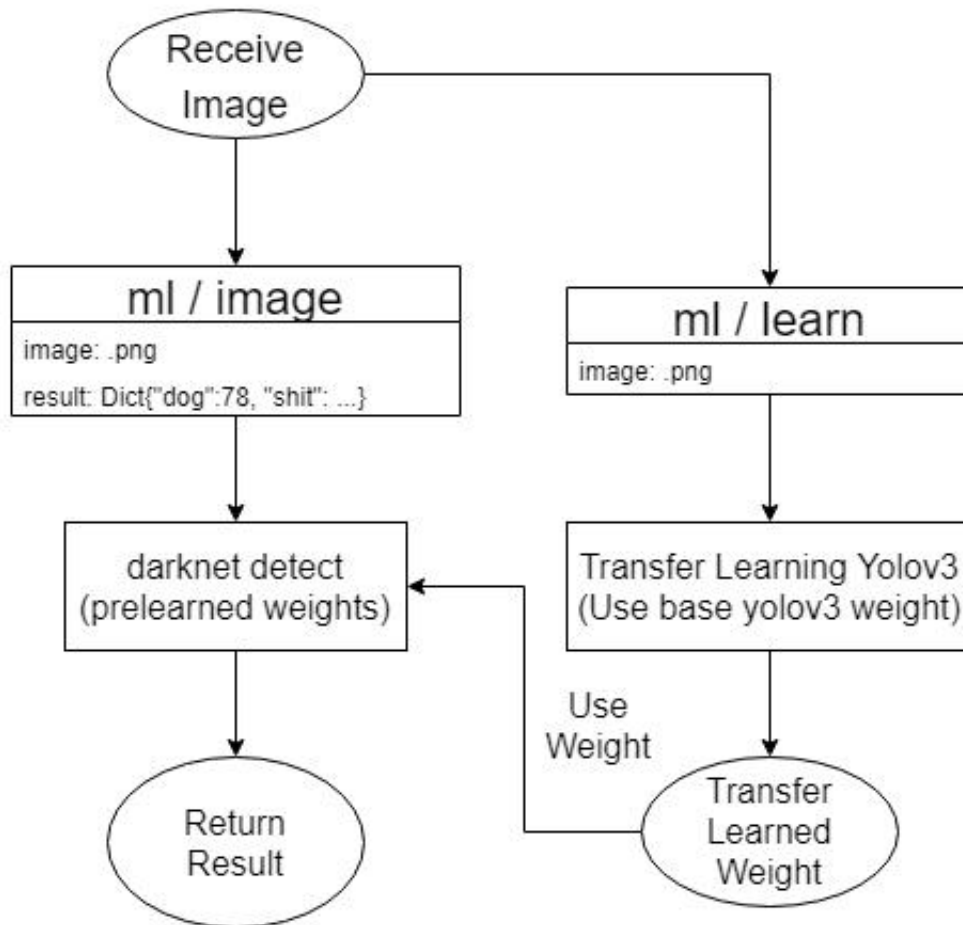 Receive
Image
ml / image
image: .png
result: Dict{"dog":78, "shit": ...}
ml / learn
image: .png
darknet detect
(prelearned weights)
Transfer Learning Yolov3
(Use base yolov3 weight)
Use
Weight
Return
Result
Transfer
Learned
Weight